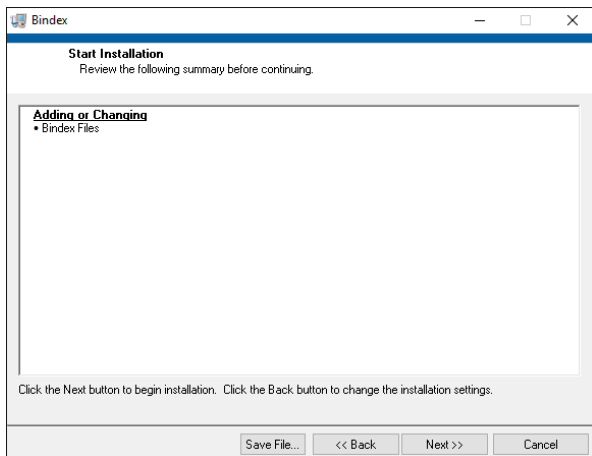 Bindex
Start Installation
Review the following summary before continuing.
Adding or Changing
• Bindex Files
Click the Next button to begin installation.  Click the Back button to change the installation settings.
Save File... << Back Next >> Cancel